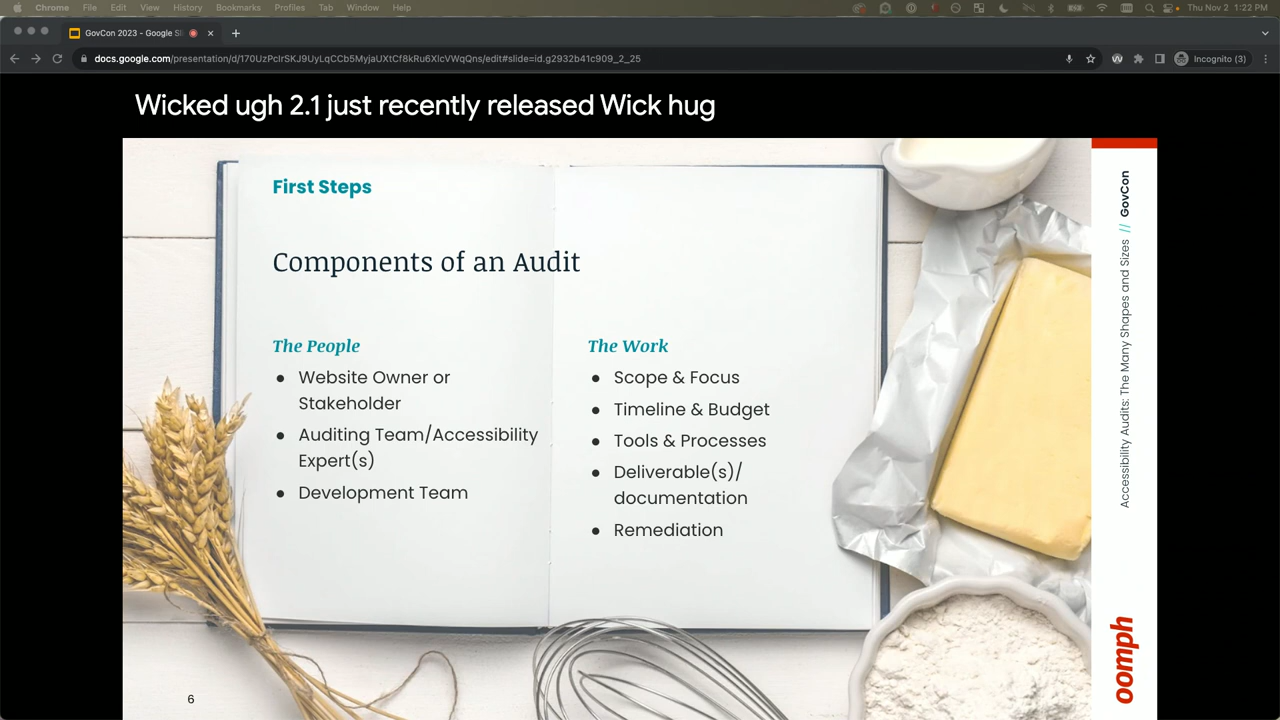 Chrome File Edit View History Bookmarks Profiles Tab Window Help
Thu Nov 2 1:22 PM
GovCon 2023 - Google Sl
docs.google.com/presentation/d/170UzPcIrSKJ9UyLqCCb5MyjaUXtCf8kRu6XlcVWqQns/edit#slide=id.g2932b41c909_2_25
Incognito (3)
Wicked ugh 2.1 just recently released Wick hug
First Steps
Components of an Audit
The People
● Website Owner or
Stakeholder
● Auditing Team/Accessibility
Expert(s)
● Development Team
The Work
● Scope & Focus
● Timeline & Budget
● Tools & Processes
● Deliverable(s)/
documentation
● Remediation
Accessibility Audits: The Many Shapes and Sizes // GovCon
oomph
6